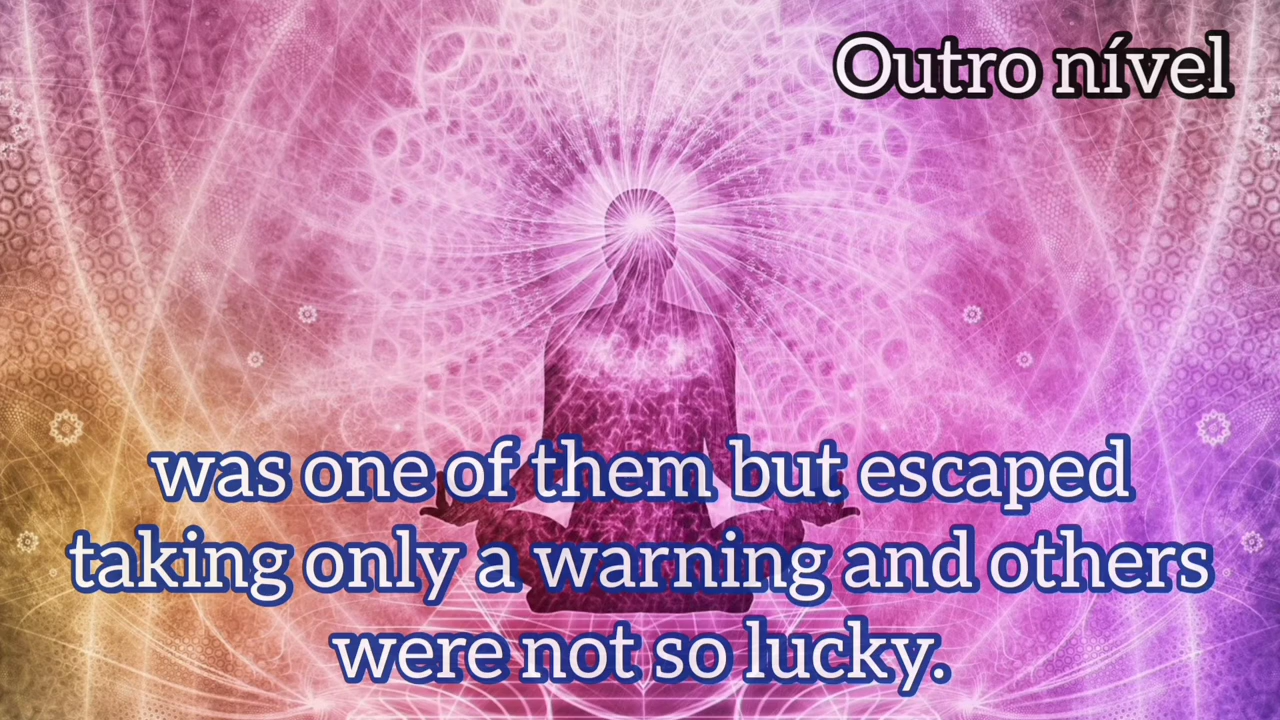 Outro nível
was one of them but escaped
taking only a warning and others
were not so lucky.